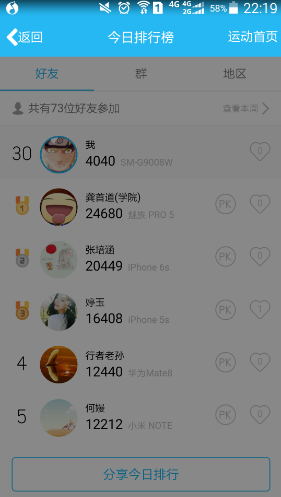 4G 4G 2G 58% 22:19
返回 今日排行榜 运动首页
好友 群 地区
共有73位好友参加 查看本周
30 我 0
4040 SM-G9008W
1 龚首道(学院) PK 0
24680 魅族 PRO 5
2 张培涵 PK 0
20449 iPhone 6s
3 婷玉 PK 1
16408 iPhone 5s
4 行者老孙 PK 0
12440 华为Mate8
5 何嫚 PK 0
12212 小米 NOTE
分享今日排行